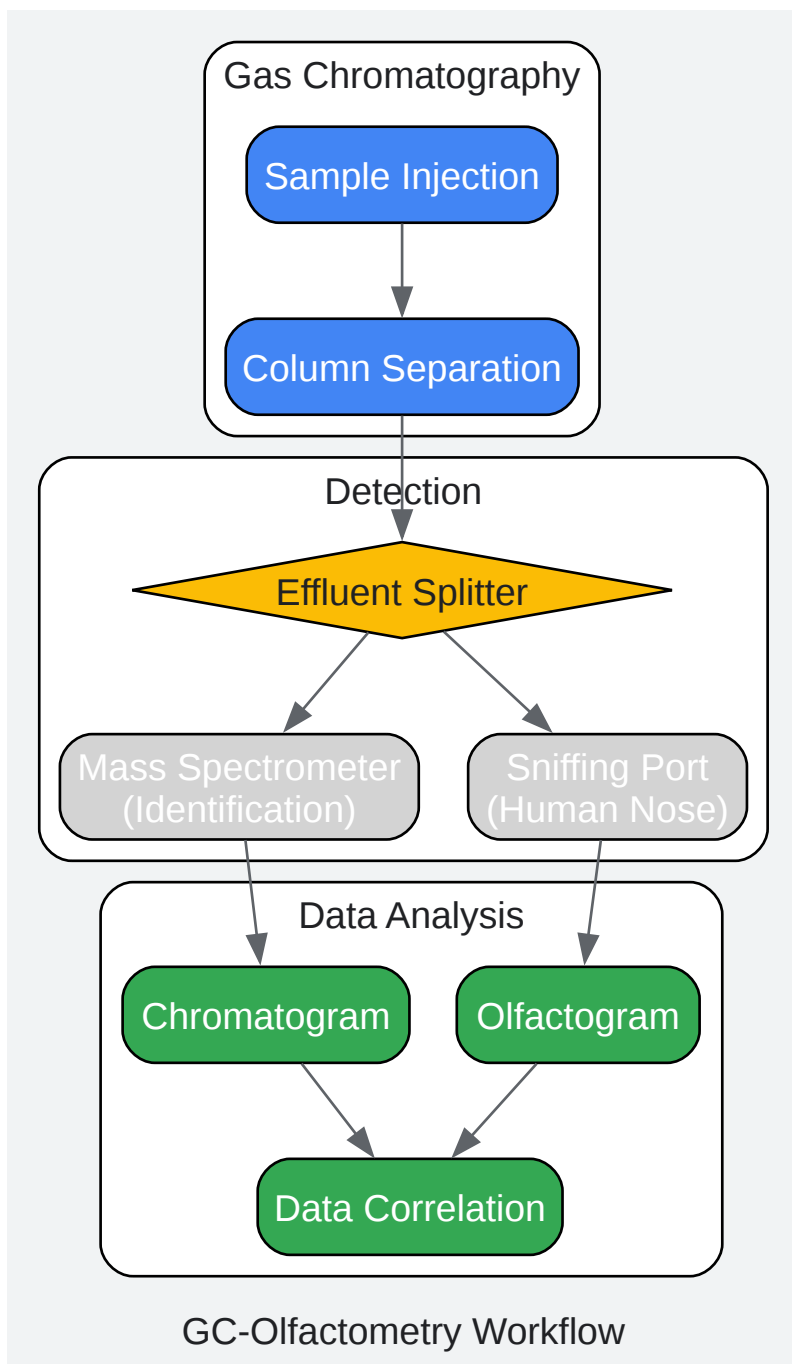 Gas Chromatography
Sample Injection
Column Separation
Detection
Effluent Splitter
Mass Spectrometer
(Identification)
Sniffing Port
(Human Nose)
Data Analysis
Chromatogram
Olfactogram
Data Correlation
GC-Olfactometry Workflow